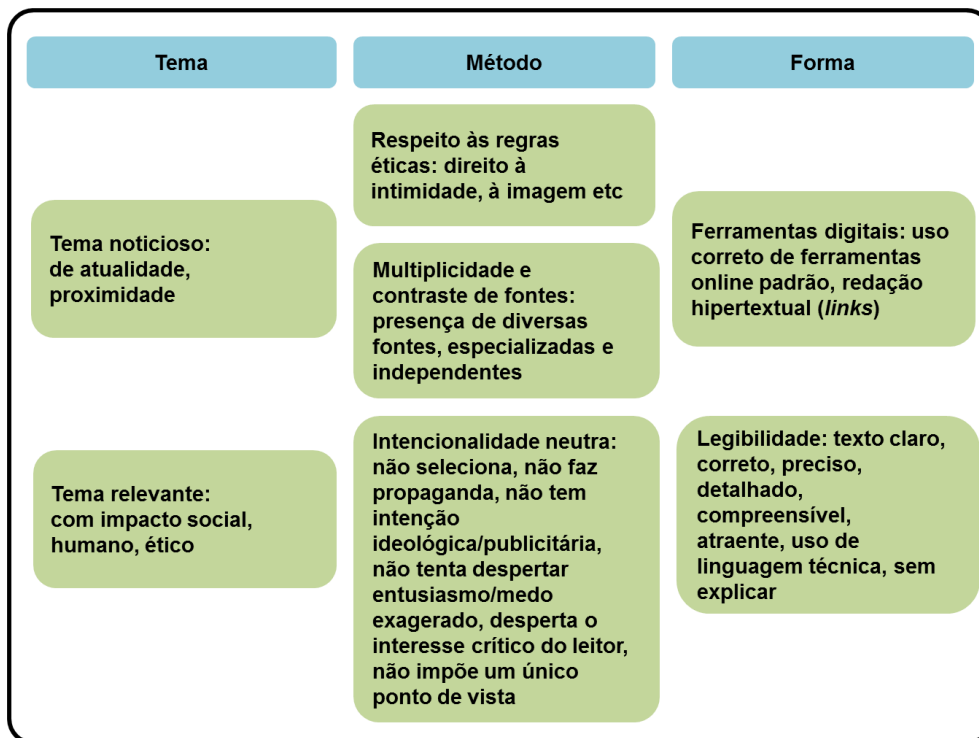 Tema
Método
Forma
Tema noticioso:
de atualidade,
proximidade
Tema relevante:
com impacto social,
humano, ético
Respeito às regras
éticas: direito à
intimidade, à imagem etc
Multiplicidade e
contraste de fontes:
presença de diversas
fontes, especializadas e
independentes
Intencionalidade neutra:
não seleciona, não faz
propaganda, não tem
intenção
ideológica/publicitária,
não tenta despertar
entusiasmo/medo
exagerado, desperta o
interesse crítico do leitor,
não impõe um único
ponto de vista
Ferramentas digitais: uso
correto de ferramentas
online padrão, redação
hipertextual (links)
Legibilidade: texto claro,
correto, preciso,
detalhado,
compreensível,
atraente, uso de
linguagem técnica, sem
explicar